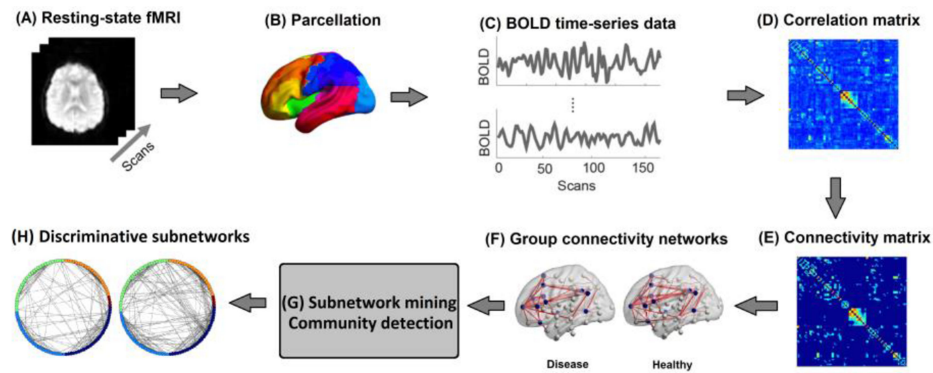 (A) Resting-state fMRI
Scans
(B) Parcellation
(C) BOLD time-series data
BOLD
BOLD
0 50 100 150
Scans
(D) Correlation matrix
(E) Connectivity matrix
(F) Group connectivity networks
Disease Healthy
(G) Subnetwork mining
Community detection
(H) Discriminative subnetworks